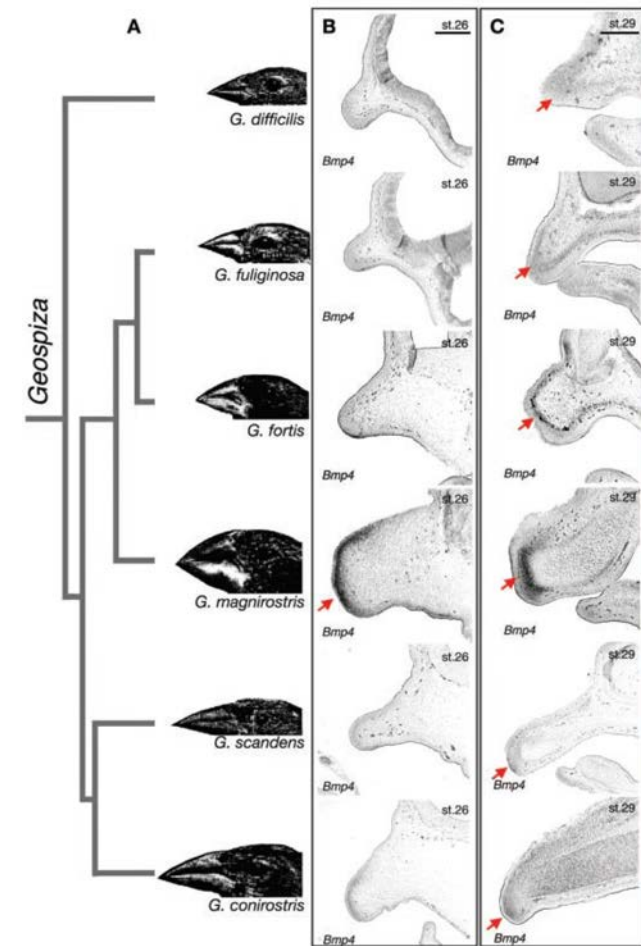 A
B
C
Geospiza
G. difficilis
st.26
Bmp4
st.29
Bmp4
G. fuliginosa
st.26
Bmp4
st.29
Bmp4
G. fortis
st.26
Bmp4
st.29
Bmp4
G. magnirostris
st.26
Bmp4
st.29
Bmp4
G. scandens
st.26
Bmp4
st.29
Bmp4
G. conirostris
st.26
Bmp4
st.29
Bmp4